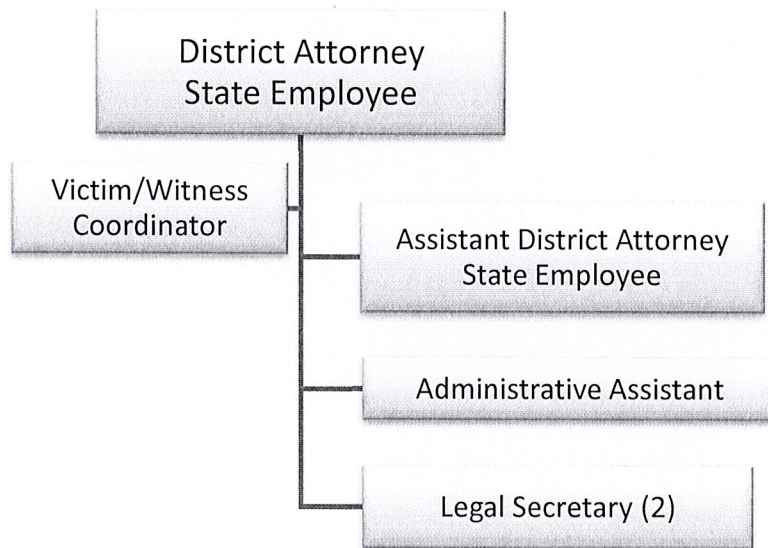 District Attorney
State Employee
Victim/Witness
Coordinator
Assistant District Attorney
State Employee
Administrative Assistant
Legal Secretary (2)